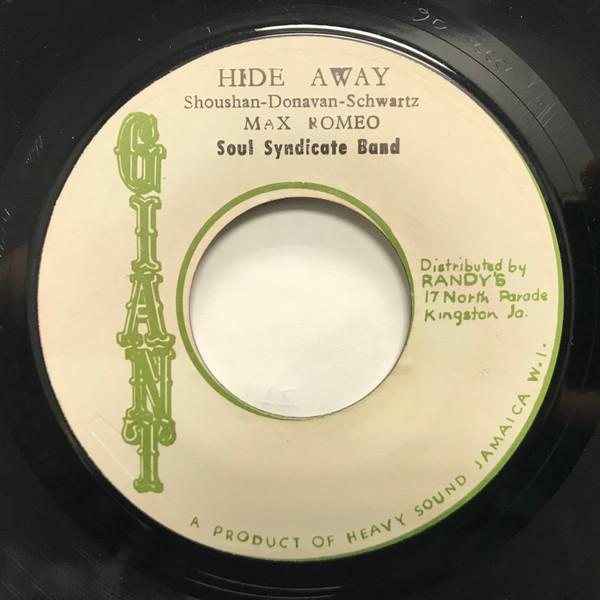 HIDE AWAY
Shoushan-Donavan-Schwartz
MAX ROMEO
Soul Syndicate Band
GIANT
Distributed by
RANDY'S
17 North Parade
Kingston Ja.
A PRODUCT OF HEAVY SOUND JAMAICA W.I.